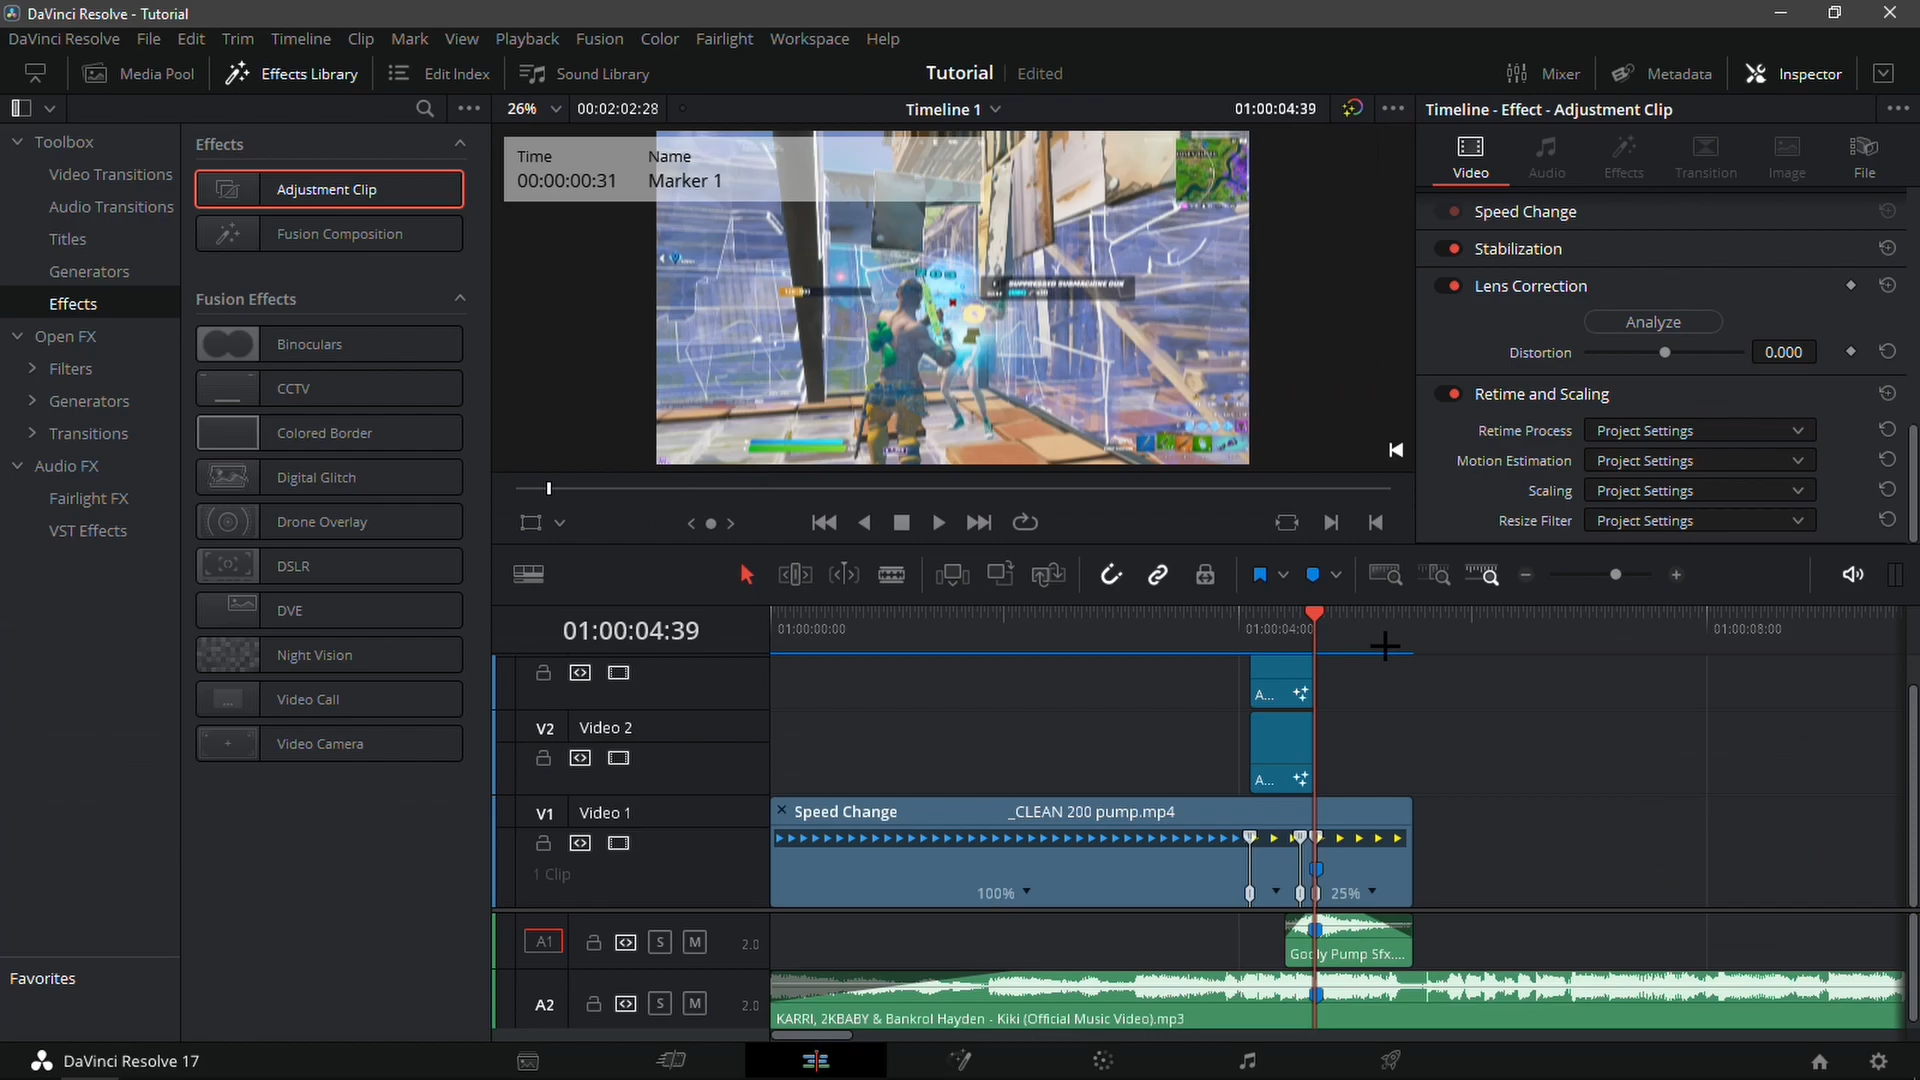 DaVinci Resolve - Tutorial
DaVinci Resolve File Edit Trim Timeline Clip Mark View Playback Fusion Color Fairlight Workspace Help
Media Pool Effects Library Edit Index Sound Library Tutorial Edited Mixer Metadata Inspector
26% 00:02:02:28 Timeline 1 01:00:04:39 Timeline - Effect - Adjustment Clip
Toolbox
Video Transitions
Audio Transitions
Titles
Generators
Effects
Open FX
Filters
Generators
Transitions
Audio FX
Fairlight FX
VST Effects
Favorites
Effects
Adjustment Clip
Fusion Composition
Fusion Effects
Binoculars
CCTV
Colored Border
Digital Glitch
Drone Overlay
DSLR
DVE
Night Vision
Video Call
Video Camera
Time Name
00:00:00:31 Marker 1
SUPPRESSED SUBMACHINE GUN
Video Audio Effects Transition Image File
Speed Change
Stabilization
Lens Correction
Analyze
Distortion 0.000
Retime and Scaling
Retime Process Project Settings
Motion Estimation Project Settings
Scaling Project Settings
Resize Filter Project Settings
01:00:04:39
01:00:00:00 01:00:04:00 01:00:08:00
A...
V2 Video 2
A...
V1 Video 1
Speed Change _CLEAN 200 pump.mp4
1 Clip
100% 25%
A1 S M 2.0
Godly Pump Sfx....
A2 S M 2.0
KARRI, 2KBABY & Bankrol Hayden - Kiki (Official Music Video).mp3
DaVinci Resolve 17